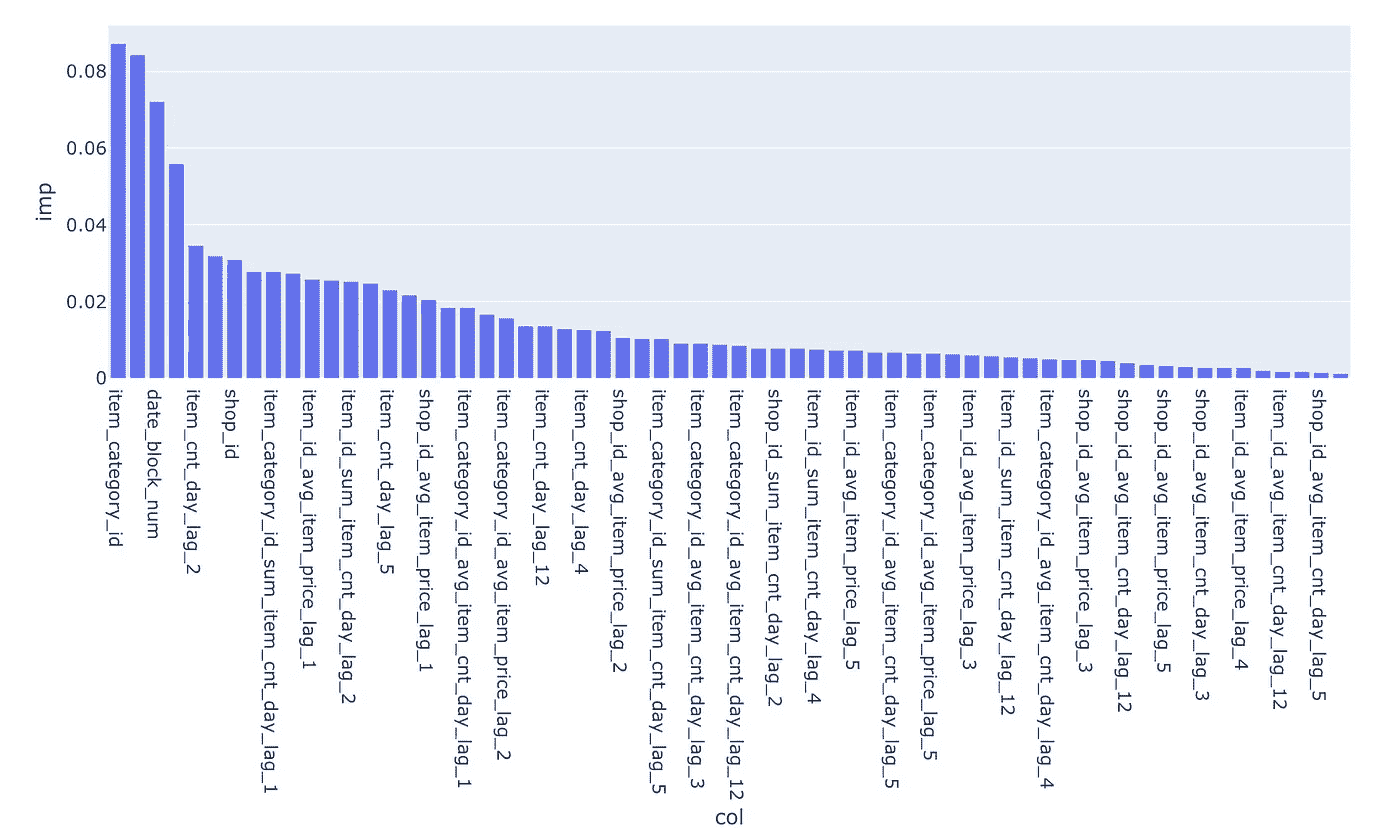 0.08
0.06
0.04
0.02
0
imp
item_category_id
date_block_num
item_cnt_day_lag_2
shop_id
item_category_id_sum_item_cnt_day_lag_1
item_id_avg_item_price_lag_1
item_id_sum_item_cnt_day_lag_2
item_cnt_day_lag_5
shop_id_avg_item_price_lag_1
item_category_id_avg_item_cnt_day_lag_1
item_category_id_avg_item_price_lag_2
item_cnt_day_lag_12
item_cnt_day_lag_4
shop_id_avg_item_price_lag_2
item_category_id_sum_item_cnt_day_lag_5
item_category_id_avg_item_cnt_day_lag_3
item_category_id_avg_item_cnt_day_lag_12
shop_id_sum_item_cnt_day_lag_2
item_id_sum_item_cnt_day_lag_4
item_id_avg_item_price_lag_5
item_category_id_avg_item_cnt_day_lag_5
item_category_id_avg_item_price_lag_5
item_id_avg_item_price_lag_3
item_id_sum_item_cnt_day_lag_12
item_category_id_avg_item_cnt_day_lag_4
shop_id_avg_item_price_lag_3
shop_id_avg_item_cnt_day_lag_12
shop_id_avg_item_price_lag_5
shop_id_avg_item_cnt_day_lag_3
item_id_avg_item_price_lag_4
item_id_avg_item_cnt_day_lag_12
shop_id_avg_item_cnt_day_lag_5
col